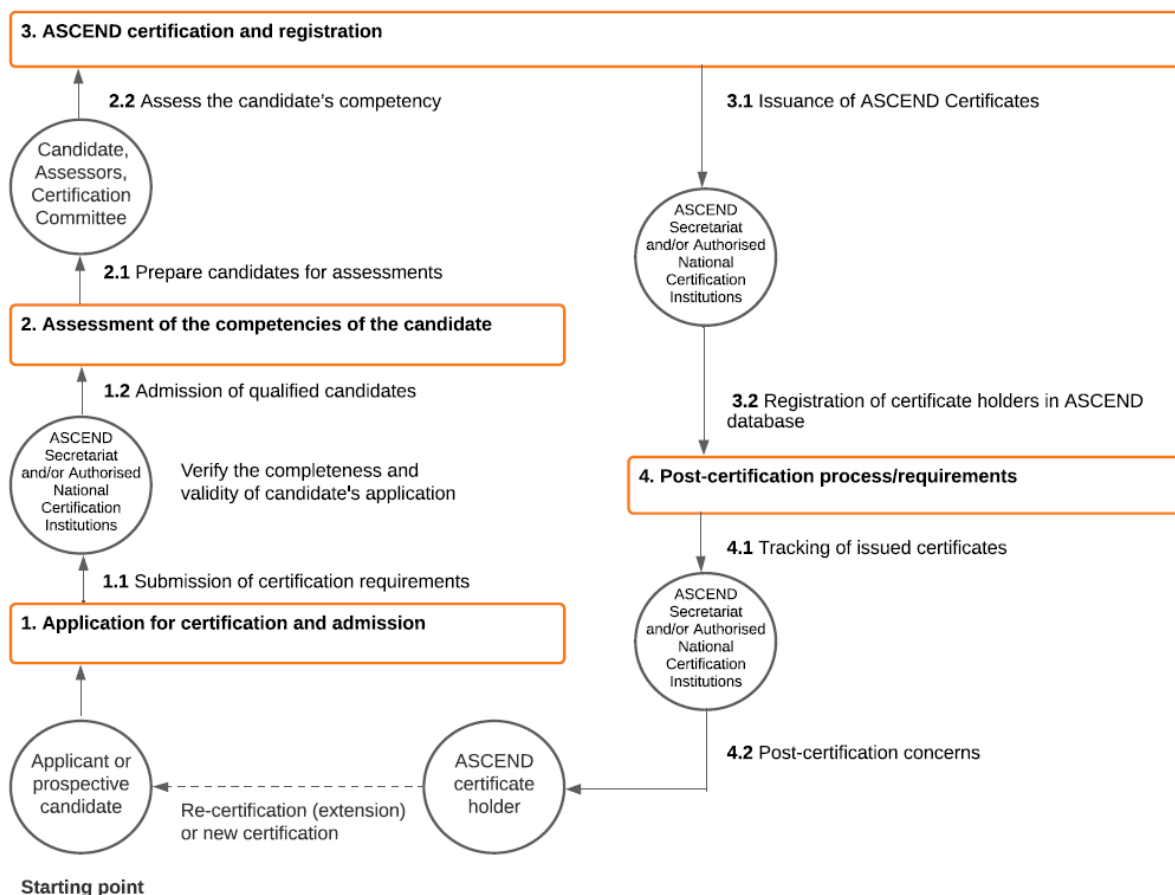 3. ASCEND certification and registration
2.2 Assess the candidate's competency
3.1 Issuance of ASCEND Certificates
Candidate,
Assessors,
Certification
Committee
ASCEND
Secretariat
and/or Authorised
National
Certification
Institutions
2.1 Prepare candidates for assessments
2. Assessment of the competencies of the candidate
1.2 Admission of qualified candidates
3.2 Registration of certificate holders in ASCEND
database
ASCEND
Secretariat
and/or Authorised
National
Certification
Institutions
Verify the completeness and
validity of candidate's application
4. Post-certification process/requirements
4.1 Tracking of issued certificates
1.1 Submission of certification requirements
ASCEND
Secretariat
and/or Authorised
National
Certification
Institutions
1. Application for certification and admission
4.2 Post-certification concerns
Applicant or
prospective
candidate
ASCEND
certificate
holder
Re-certification (extension)
or new certification
Starting point